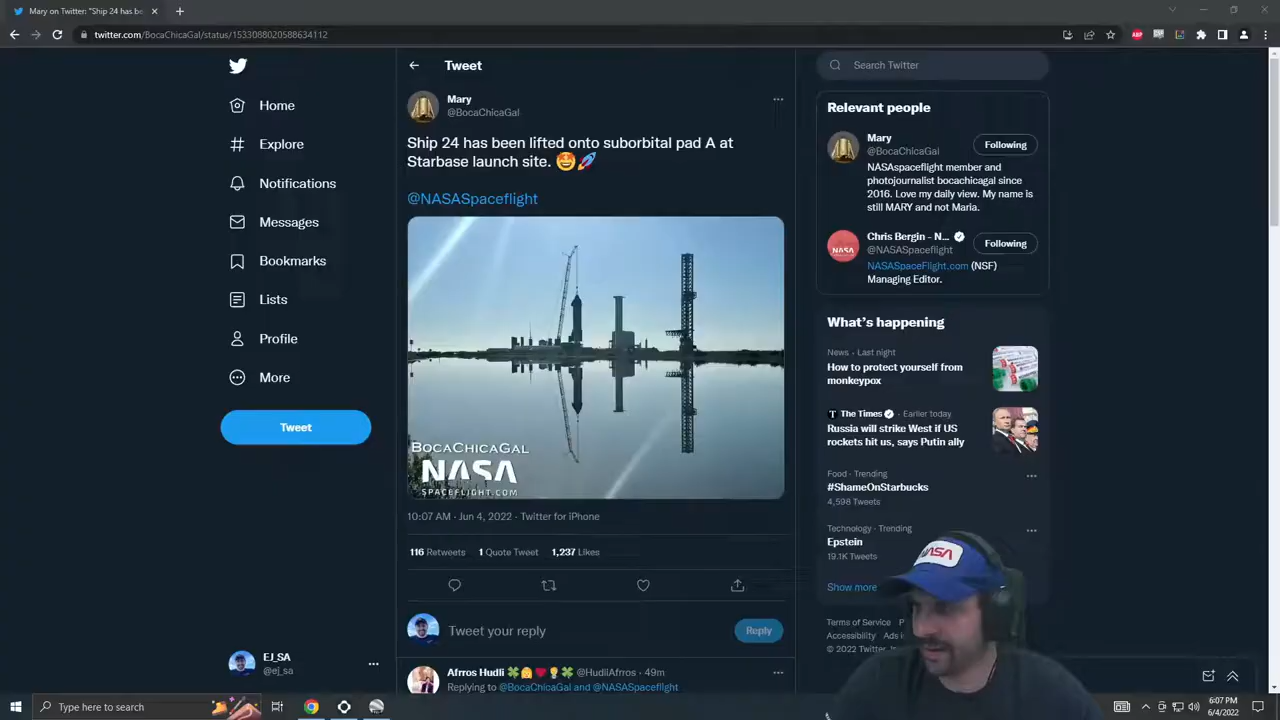 Mary on Twitter: "Ship 24 has be
twitter.com/BocaChicaGal/status/1533088020588634112
Home
Explore
Notifications
Messages
Bookmarks
Lists
Profile
More
Tweet
EJ_SA
@ej_sa
Tweet
Mary
@BocaChicaGal
Ship 24 has been lifted onto suborbital pad A at
Starbase launch site. 🤩🚀
@NASASpaceflight
BOCACHICAGAL
NASA
SPACEFLIGHT.COM
10:07 AM · Jun 4, 2022 · Twitter for iPhone
116 Retweets 1 Quote Tweet 1,237 Likes
Tweet your reply
Reply
Afrros Hudli @HudliAfrros · 49m
Replying to @BocaChicaGal and @NASASpaceflight
Search Twitter
Relevant people
Mary
@BocaChicaGal
Following
NASAspaceflight member and
photojournalist bocachicagal since
2016. Love my daily view. My name is
still MARY and not Maria.
Chris Bergin - N...
@NASASpaceflight
Following
NASASpaceFlight.com (NSF)
Managing Editor.
What's happening
News · Last night
How to protect yourself from
monkeypox
The Times · Earlier today
Russia will strike West if US
rockets hit us, says Putin ally
Food · Trending
#ShameOnStarbucks
4,598 Tweets
Technology · Trending
Epstein
19.1K Tweets
Show more
Terms of Service P
Accessibility Ads i
© 2022 Twitter, In
NASA
Type here to search
6:07 PM
6/4/2022